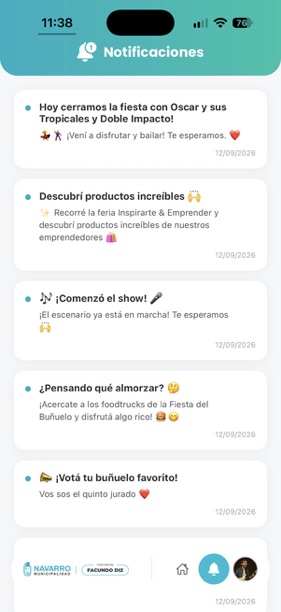 11:38
76
1
Notificaciones
Hoy cerramos la fiesta con Oscar y sus
Tropicales y Doble Impacto!
💃🕺 ¡Vení a disfrutar y bailar! Te esperamos. ❤️
12/09/2026
Descubrí productos increíbles 🙌
✨ Recorré la feria Inspirarte & Emprender y
descubrí productos increíbles de nuestros
emprendedores 🛍️
12/09/2026
🎶 ¡Comenzó el show! 🎤
¡El escenario ya está en marcha! Te esperamos
🙌
12/09/2026
¿Pensando qué almorzar? 🤔
¡Acercate a los foodtrucks de la Fiesta del
Buñuelo y disfrutá algo rico! 🍔😋
12/09/2026
📣 ¡Votá tu buñuelo favorito!
Vos sos el quinto jurado ❤️
12/09/2026
NAVARRO
MUNICIPALIDAD
FACUNDO DIZ